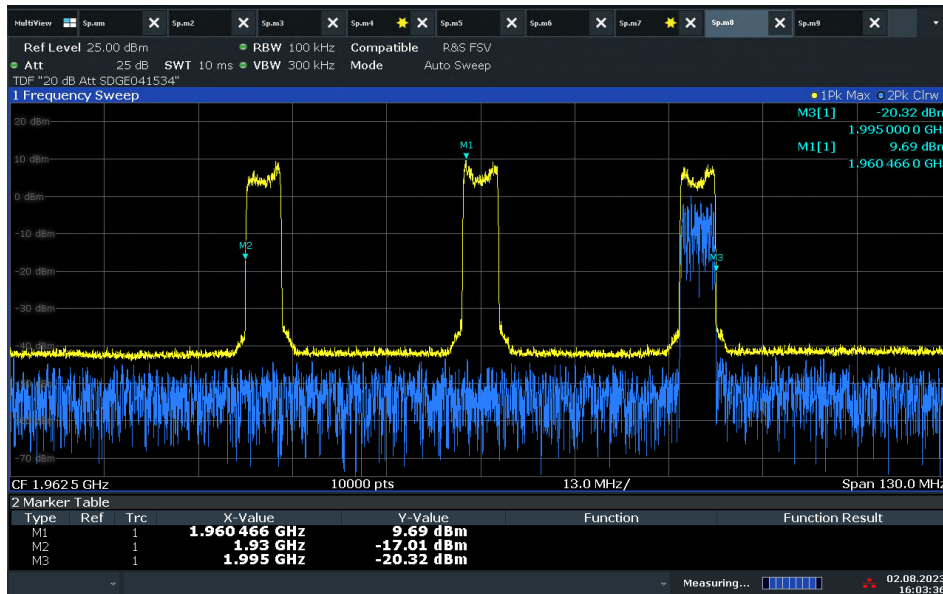 MultiView Sp.um Sp.m2 Sp.m3 Sp.m4 Sp.m5 Sp.m6 Sp.m7 Sp.m8 Sp.m9
Ref Level 25.00 dBm RBW 100 kHz Compatible R&S FSV
Att 25 dB SWT 10 ms VBW 300 kHz Mode Auto Sweep
TDF "20 dB Att SDGE041534"
1 Frequency Sweep 1Pk Max 2Pk Clrw
M3[1] -20.32 dBm
20 dBm
1.995 000 0 GHz
M1[1] 9.69 dBm
M1
10 dBm
1.960 466 0 GHz
0 dBm
-10 dBm
M2
M3
-20 dBm
-30 dBm
-40 dBm
-70 dBm
CF 1.962 5 GHz 10000 pts 13.0 MHz/ Span 130.0 MHz
2 Marker Table
Type Ref Trc X-Value Y-Value Function Function Result
M1 1 1.960 466 GHz 9.69 dBm
M2 1 1.93 GHz -17.01 dBm
M3 1 1.995 GHz -20.32 dBm
Measuring... 02.08.2023
16:03:36